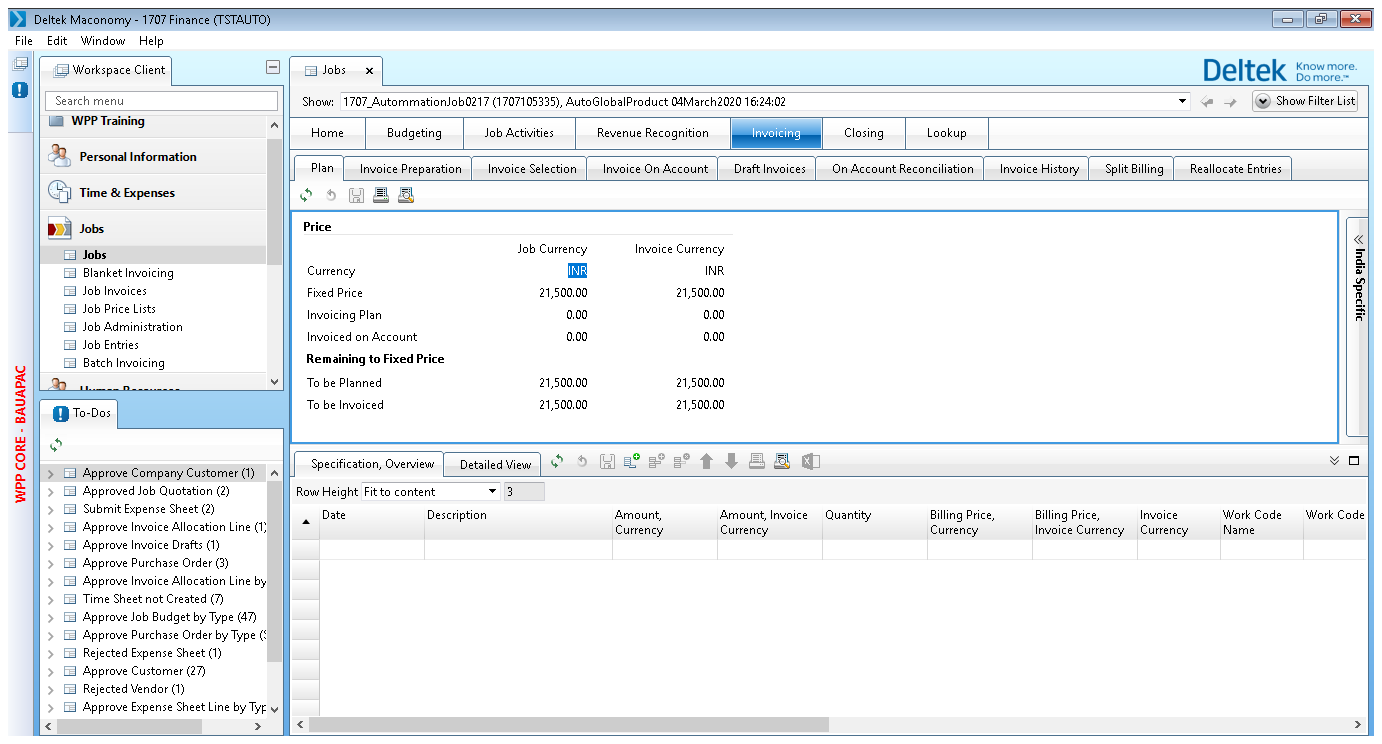 Deltek Maconomy - 1707 Finance (TSTAUTO)
File Edit Window Help
Workspace Client
Search menu
WPP Training
Personal Information
Time & Expenses
Jobs
Jobs
Blanket Invoicing
Job Invoices
Job Price Lists
Job Administration
Job Entries
Batch Invoicing
Human Resources
WPP CORE - BAUAPAC
To-Dos
Approve Company Customer (1)
Approved Job Quotation (2)
Submit Expense Sheet (2)
Approve Invoice Allocation Line (1)
Approve Invoice Drafts (1)
Approve Purchase Order (3)
Approve Invoice Allocation Line by
Time Sheet not Created (7)
Approve Job Budget by Type (47)
Approve Purchase Order by Type (
Rejected Expense Sheet (1)
Approve Customer (27)
Rejected Vendor (1)
Approve Expense Sheet Line by Typ
Jobs x
Deltek Know more. Do more.™
Show: 1707_AutommationJob0217 (1707105335), AutoGlobalProduct 04March2020 16:24:02 Show Filter List
Home Budgeting Job Activities Revenue Recognition Invoicing Closing Lookup
Plan Invoice Preparation Invoice Selection Invoice On Account Draft Invoices On Account Reconciliation Invoice History Split Billing Reallocate Entries
Price
Job Currency Invoice Currency
Currency INR INR
Fixed Price 21,500.00 21,500.00
Invoicing Plan 0.00 0.00
Invoiced on Account 0.00 0.00
Remaining to Fixed Price
To be Planned 21,500.00 21,500.00
To be Invoiced 21,500.00 21,500.00
India Specific
Specification, Overview Detailed View
Row Height Fit to content 3
Date Description Amount, Currency Amount, Invoice Currency Quantity Billing Price, Currency Billing Price, Invoice Currency Invoice Currency Work Code Name Work Code